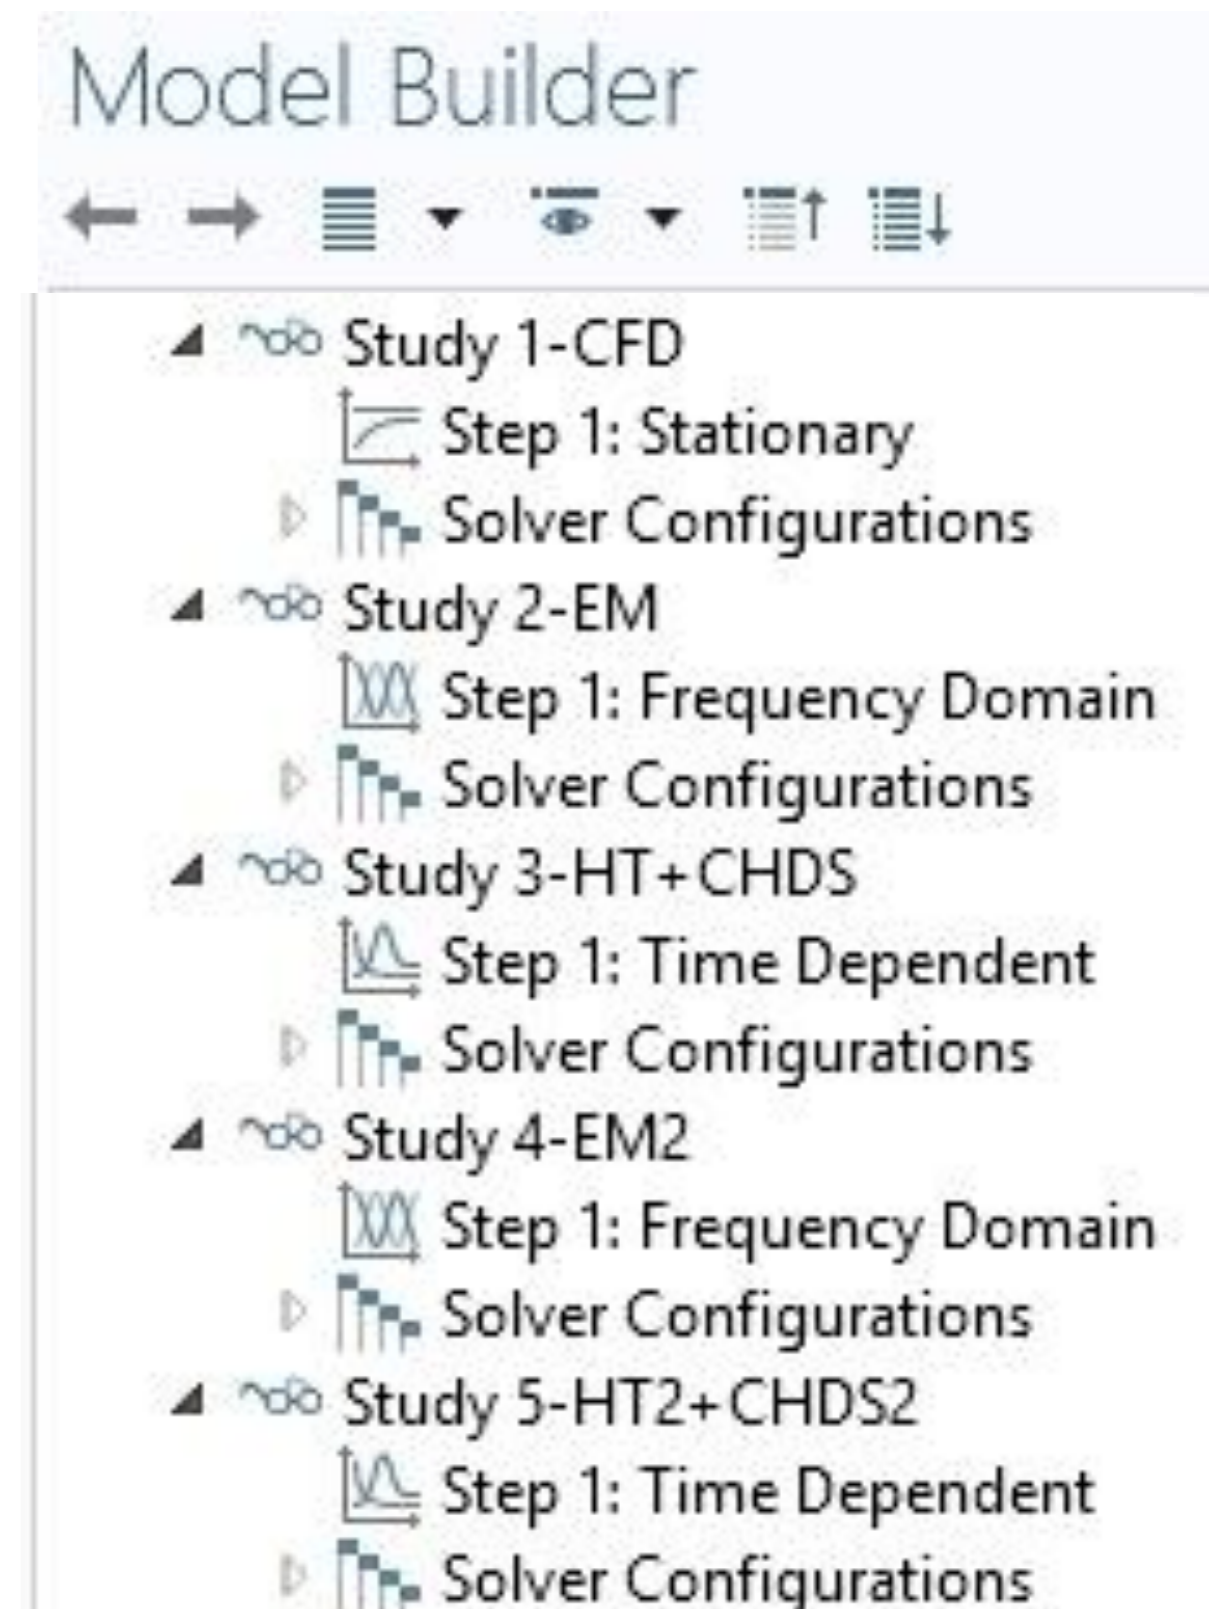 Model Builder
Study 1-CFD
Step 1: Stationary
Solver Configurations
Study 2-EM
Step 1: Frequency Domain
Solver Configurations
Study 3-HT+CHDS
Step 1: Time Dependent
Solver Configurations
Study 4-EM2
Step 1: Frequency Domain
Solver Configurations
Study 5-HT2+CHDS2
Step 1: Time Dependent
Solver Configurations